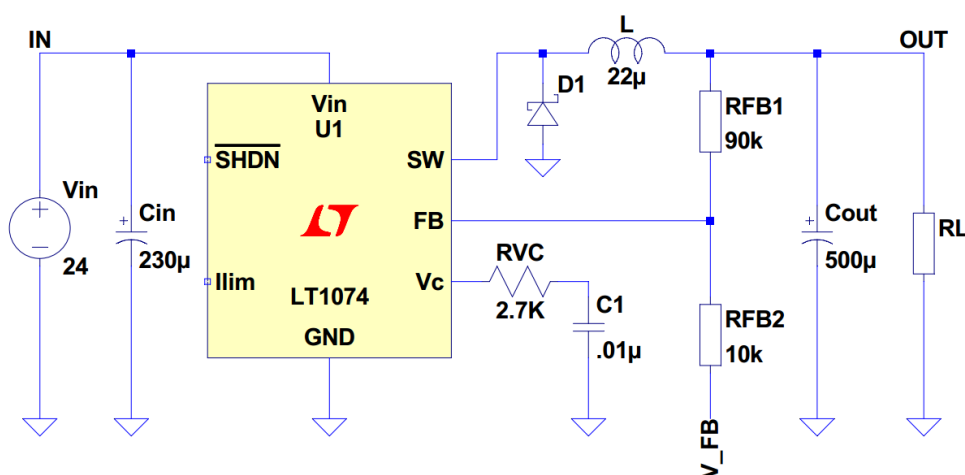 IN
L
OUT
22µ
D1
Vin
U1
SHDN
SW
RFB1
90k
Vin
24
Cin
230µ
FB
Cout
500µ
RL
Ilim
Vc
RVC
2.7K
LT1074
C1
.01µ
GND
RFB2
10k
V_FB